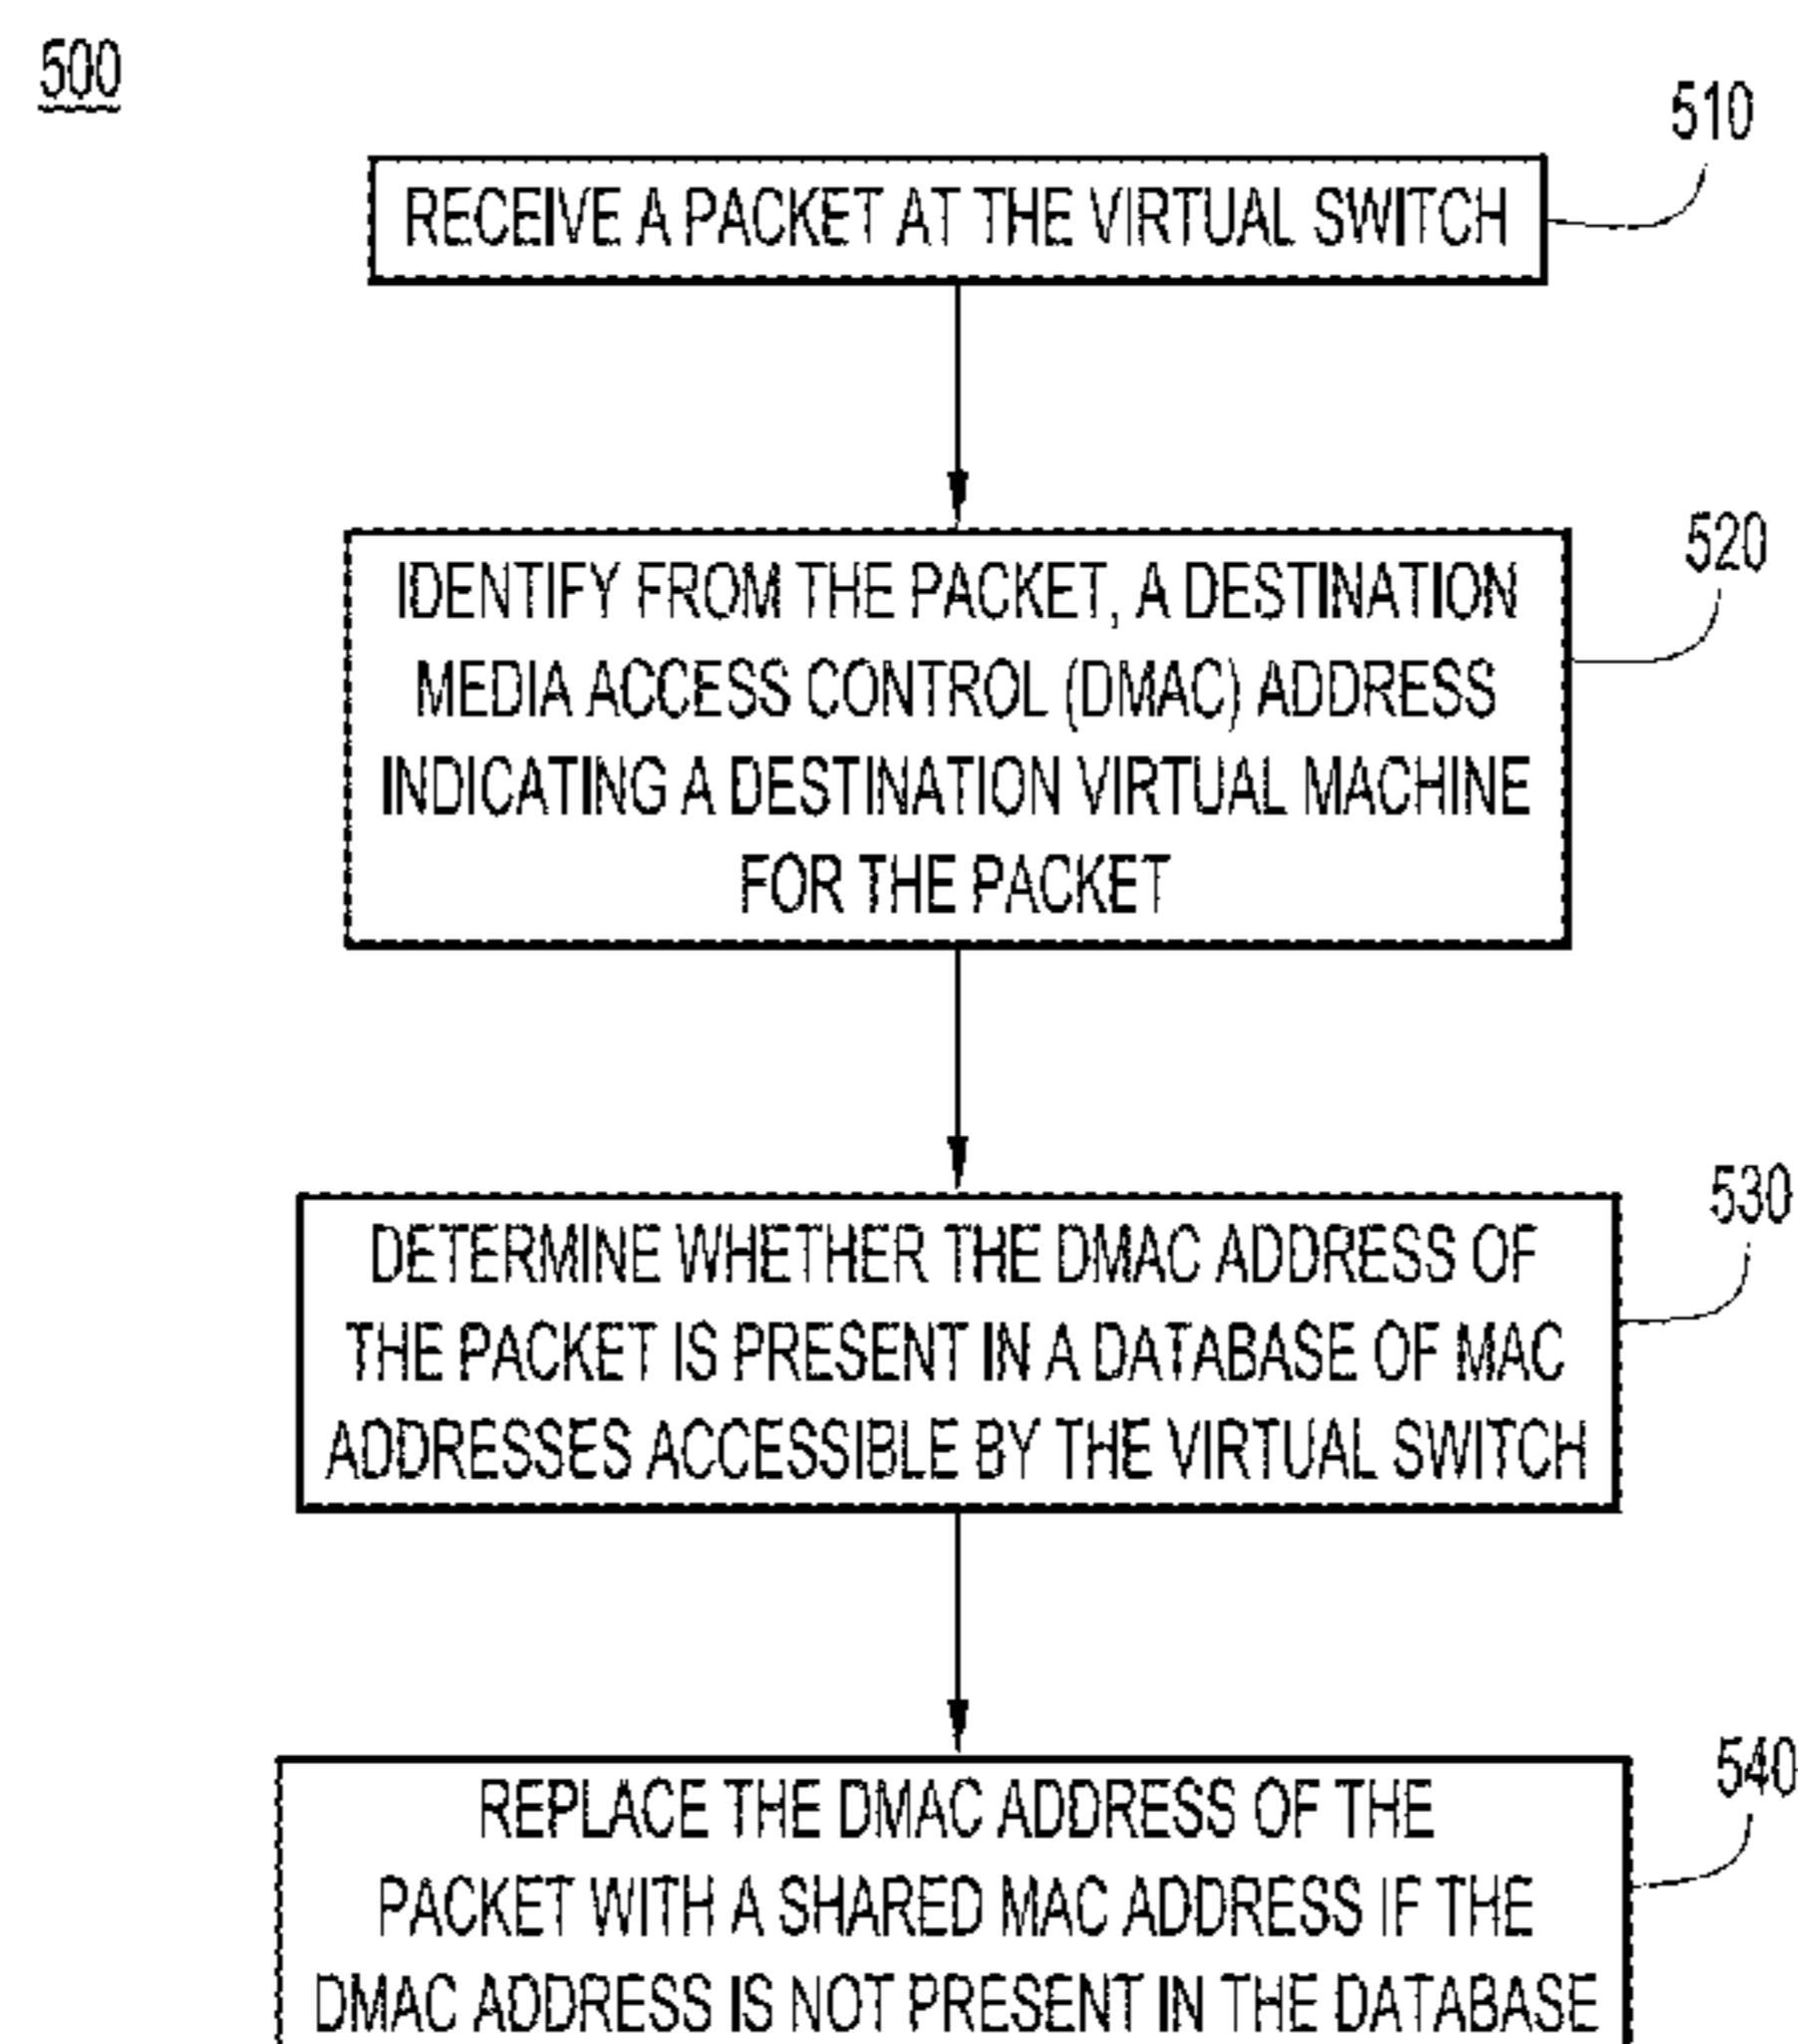 500
510
RECEIVE A PACKET AT THE VIRTUAL SWITCH
520
IDENTIFY FROM THE PACKET, A DESTINATION
MEDIA ACCESS CONTROL (DMAC) ADDRESS
INDICATING A DESTINATION VIRTUAL MACHINE
FOR THE PACKET
530
DETERMINE WHETHER THE DMAC ADDRESS OF
THE PACKET IS PRESENT IN A DATABASE OF MAC
ADDRESSES ACCESSIBLE BY THE VIRTUAL SWITCH
540
REPLACE THE DMAC ADDRESS OF THE
PACKET WITH A SHARED MAC ADDRESS IF THE
DMAC ADDRESS IS NOT PRESENT IN THE DATABASE